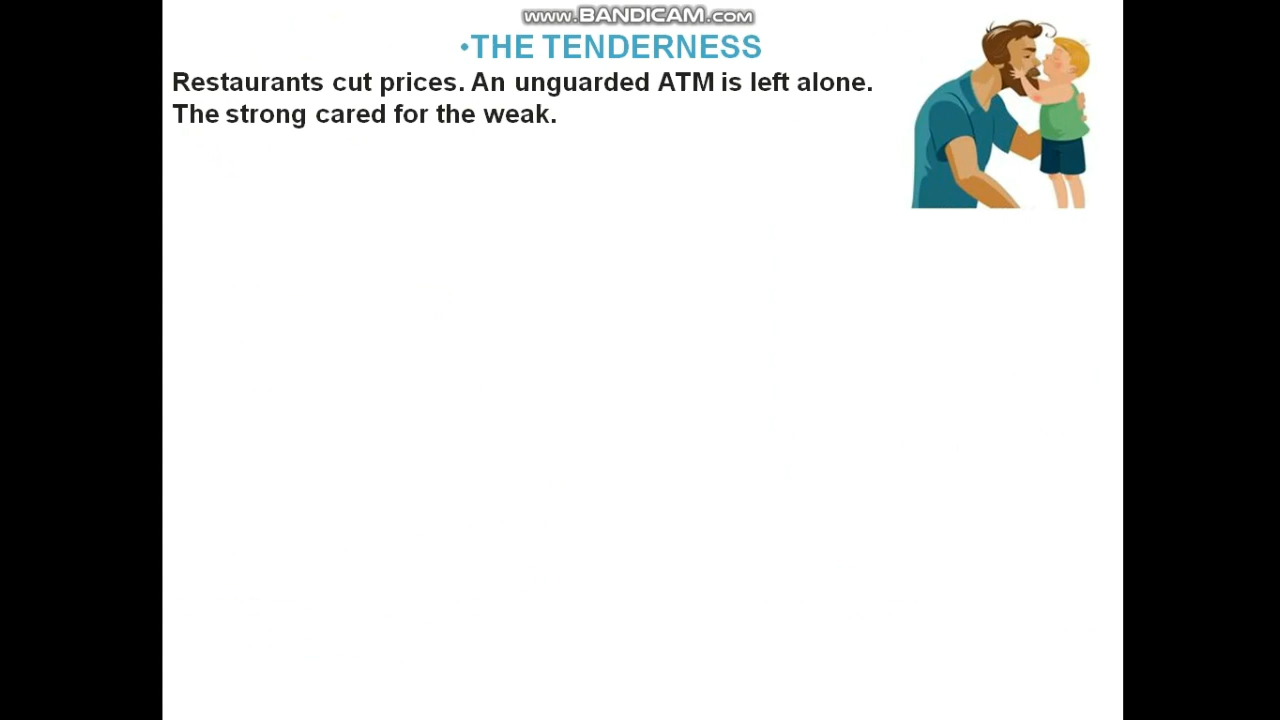 www.BANDICAM.com
•THE TENDERNESS
Restaurants cut prices. An unguarded ATM is left alone.
The strong cared for the weak.